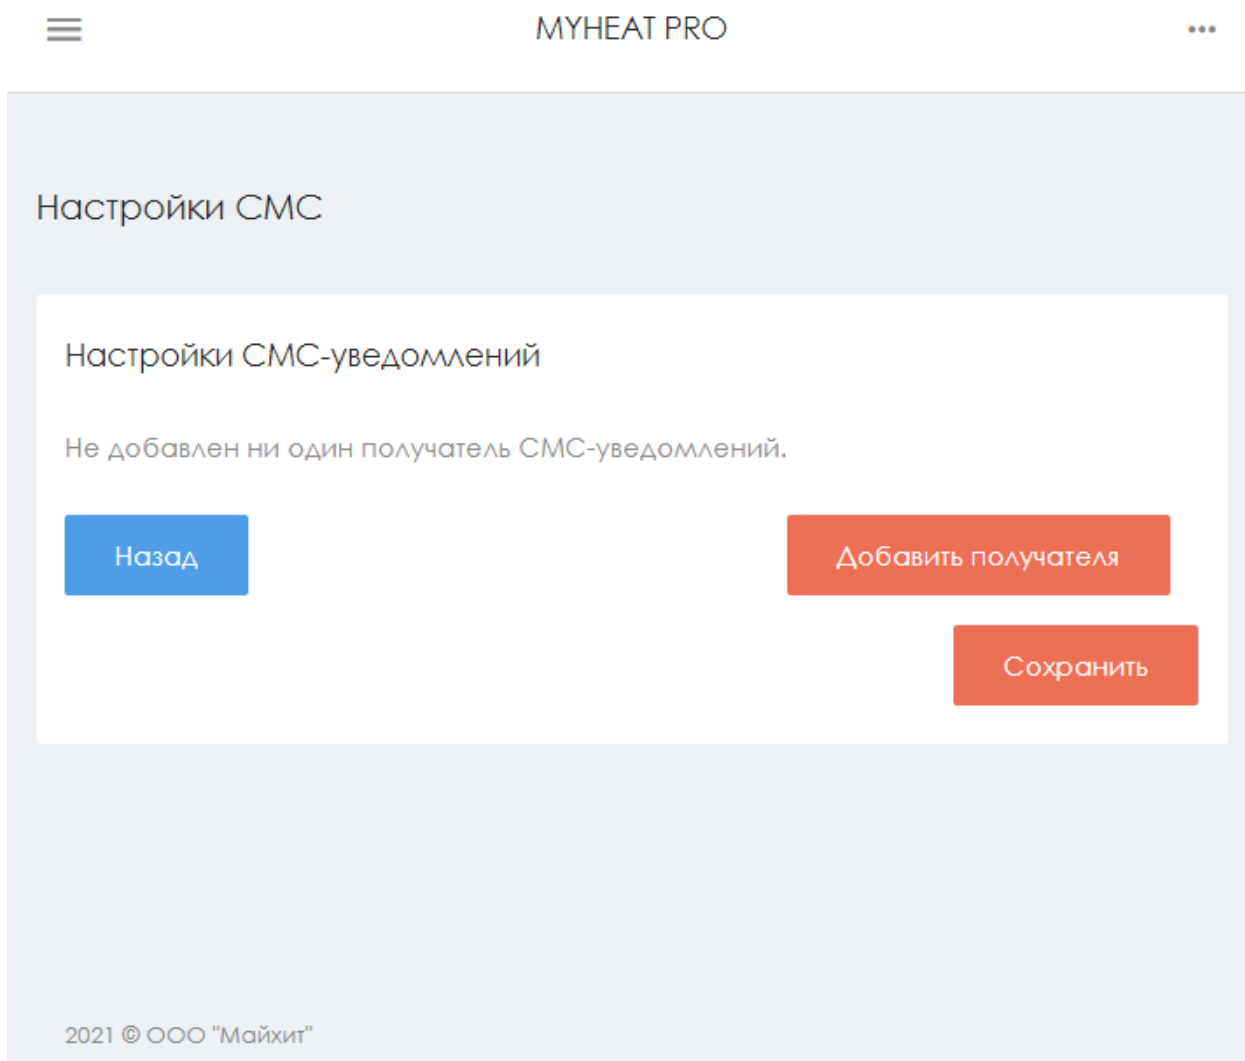 MYHEAT PRO
Настройки СМС
Настройки СМС-уведомлений
Не добавлен ни один получатель СМС-уведомлений.
Назад
Добавить получателя
Сохранить
2021 © ООО "Майхит"